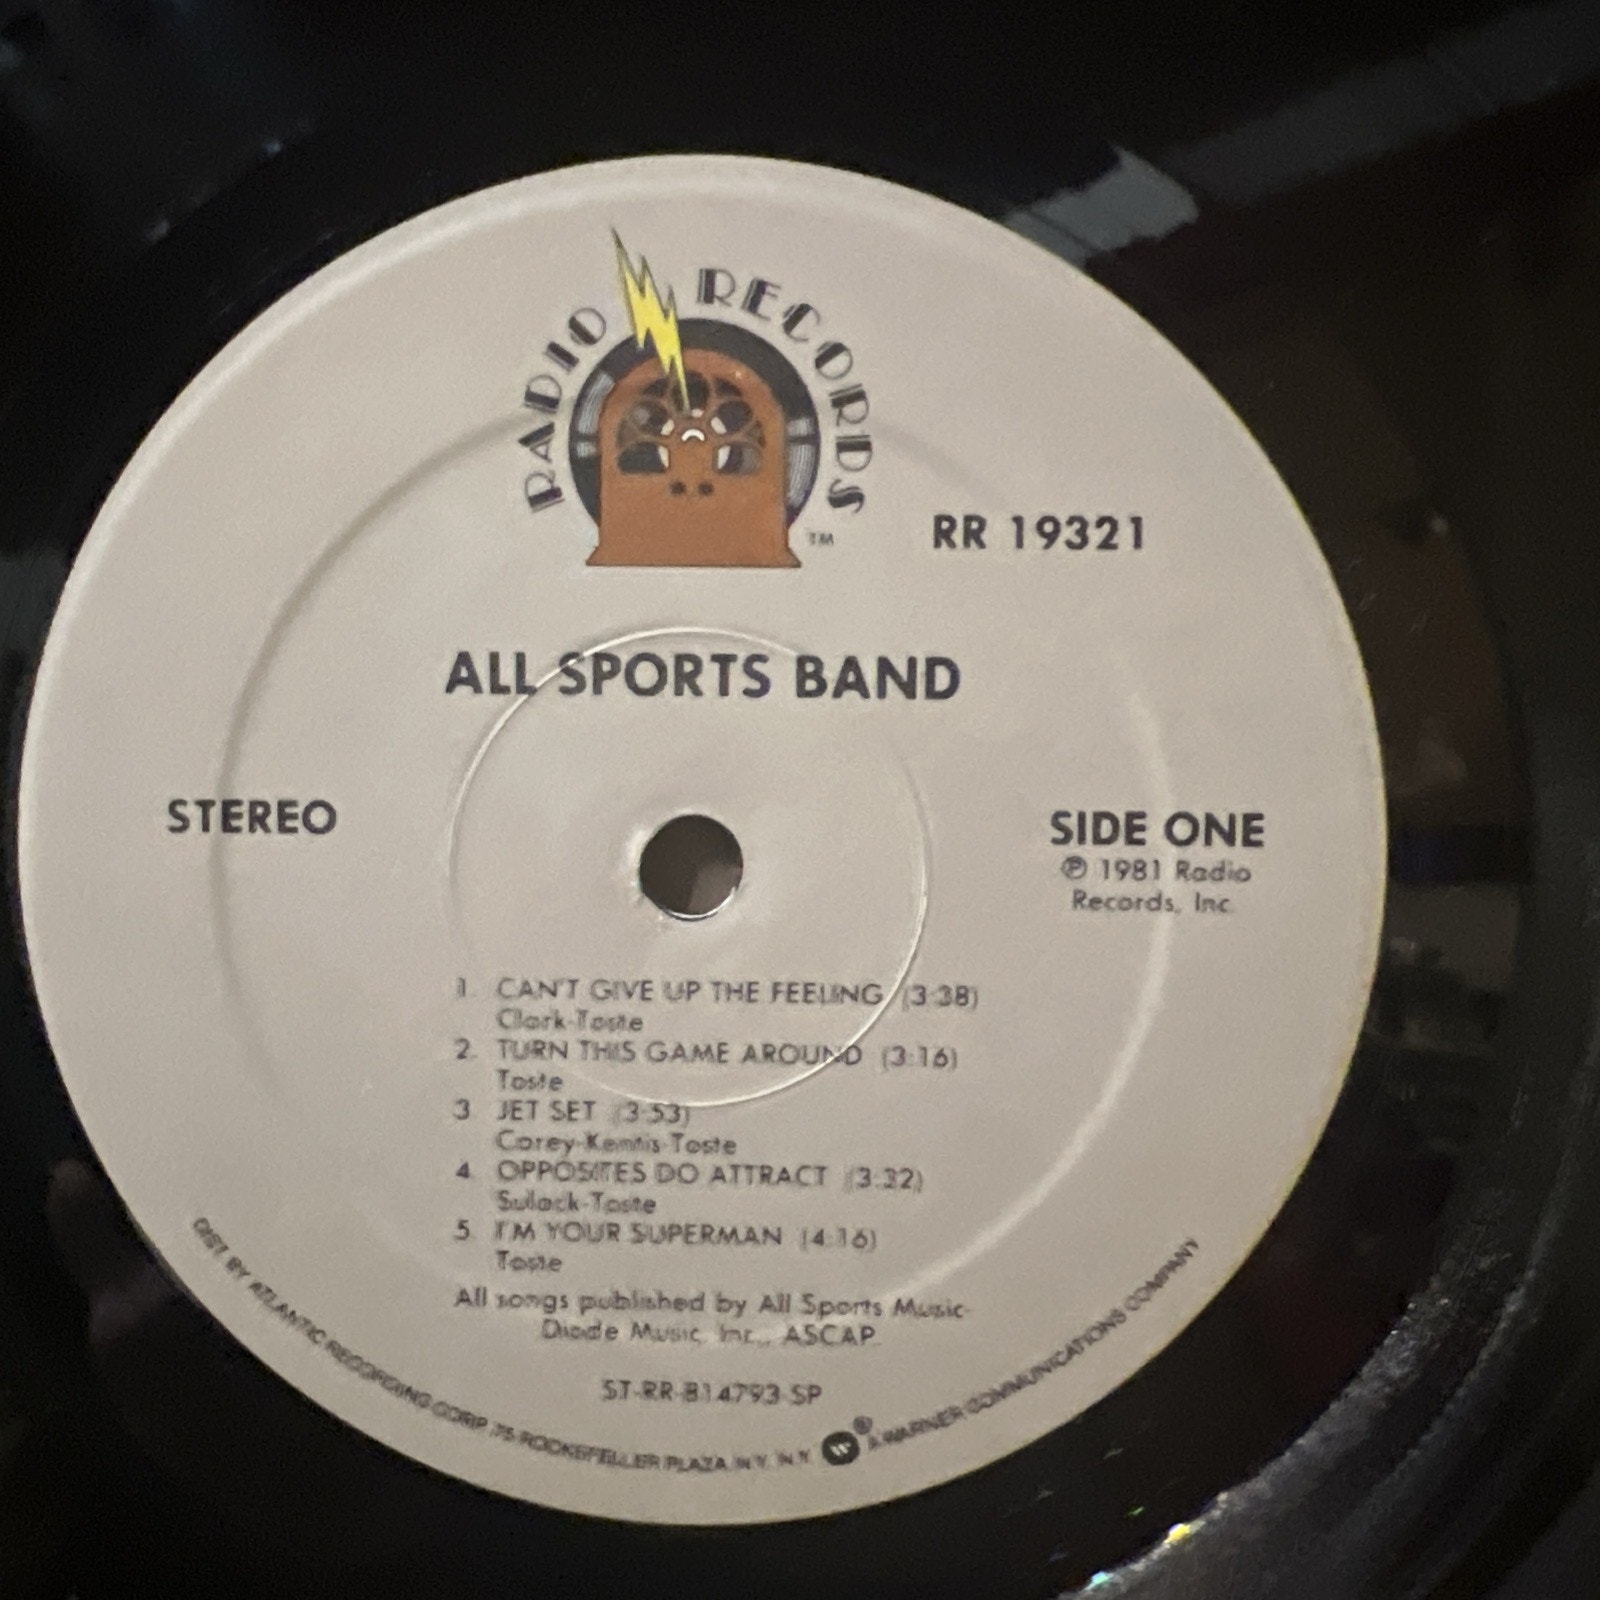 RADIO RECORDS
TM
RR 19321
ALL SPORTS BAND
STEREO
SIDE ONE
℗ 1981 Radio
Records, Inc.
1. CAN'T GIVE UP THE FEELING (3:38)
Clark-Toste
2. TURN THIS GAME AROUND (3:16)
Toste
3. JET SET (3:53)
Corey-Kemtis-Toste
4. OPPOSITES DO ATTRACT (3:32)
Sulack-Toste
5. I'M YOUR SUPERMAN (4:16)
Toste
All songs published by All Sports Music-
Diode Music, Inc., ASCAP.
ST-RR-814793-SP
DIST. BY ATLANTIC RECORDING CORP. 75 ROCKEFELLER PLAZA, N.Y. N.Y. ® A WARNER COMMUNICATIONS COMPANY